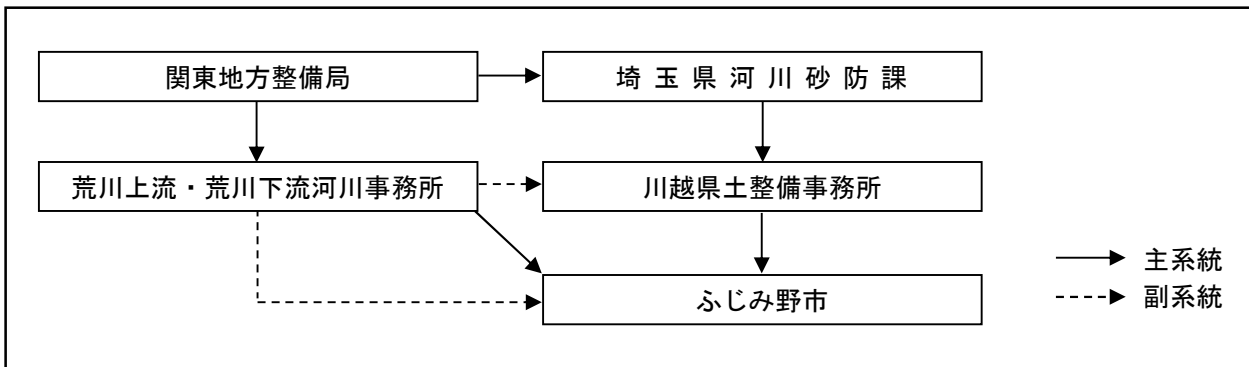 関東地方整備局
埼玉県河川砂防課
荒川上流・荒川下流河川事務所
川越県土整備事務所
ふじみ野市
主系統
副系統